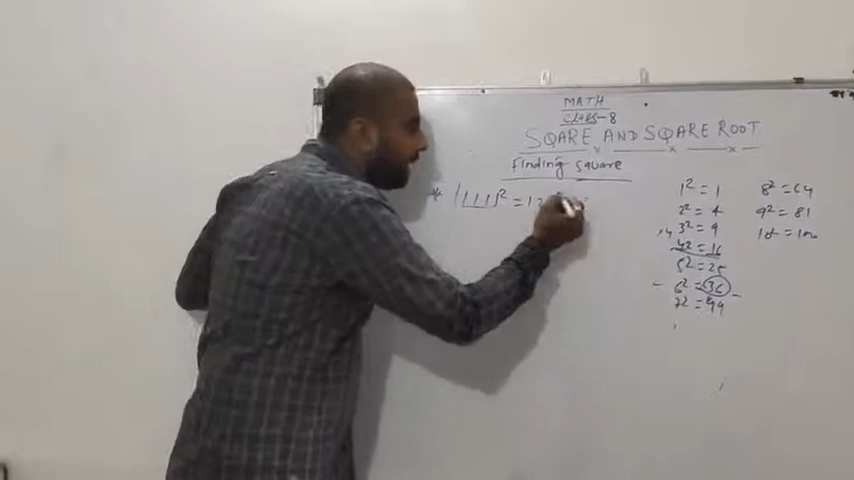 MATH
CLASS-8
SQARE AND SQARE ROOT
Finding square
1² = 1
2² = 4
3² = 9
4² = 16
5² = 25
6² = 36
7² = 49
8² = 64
9² = 81